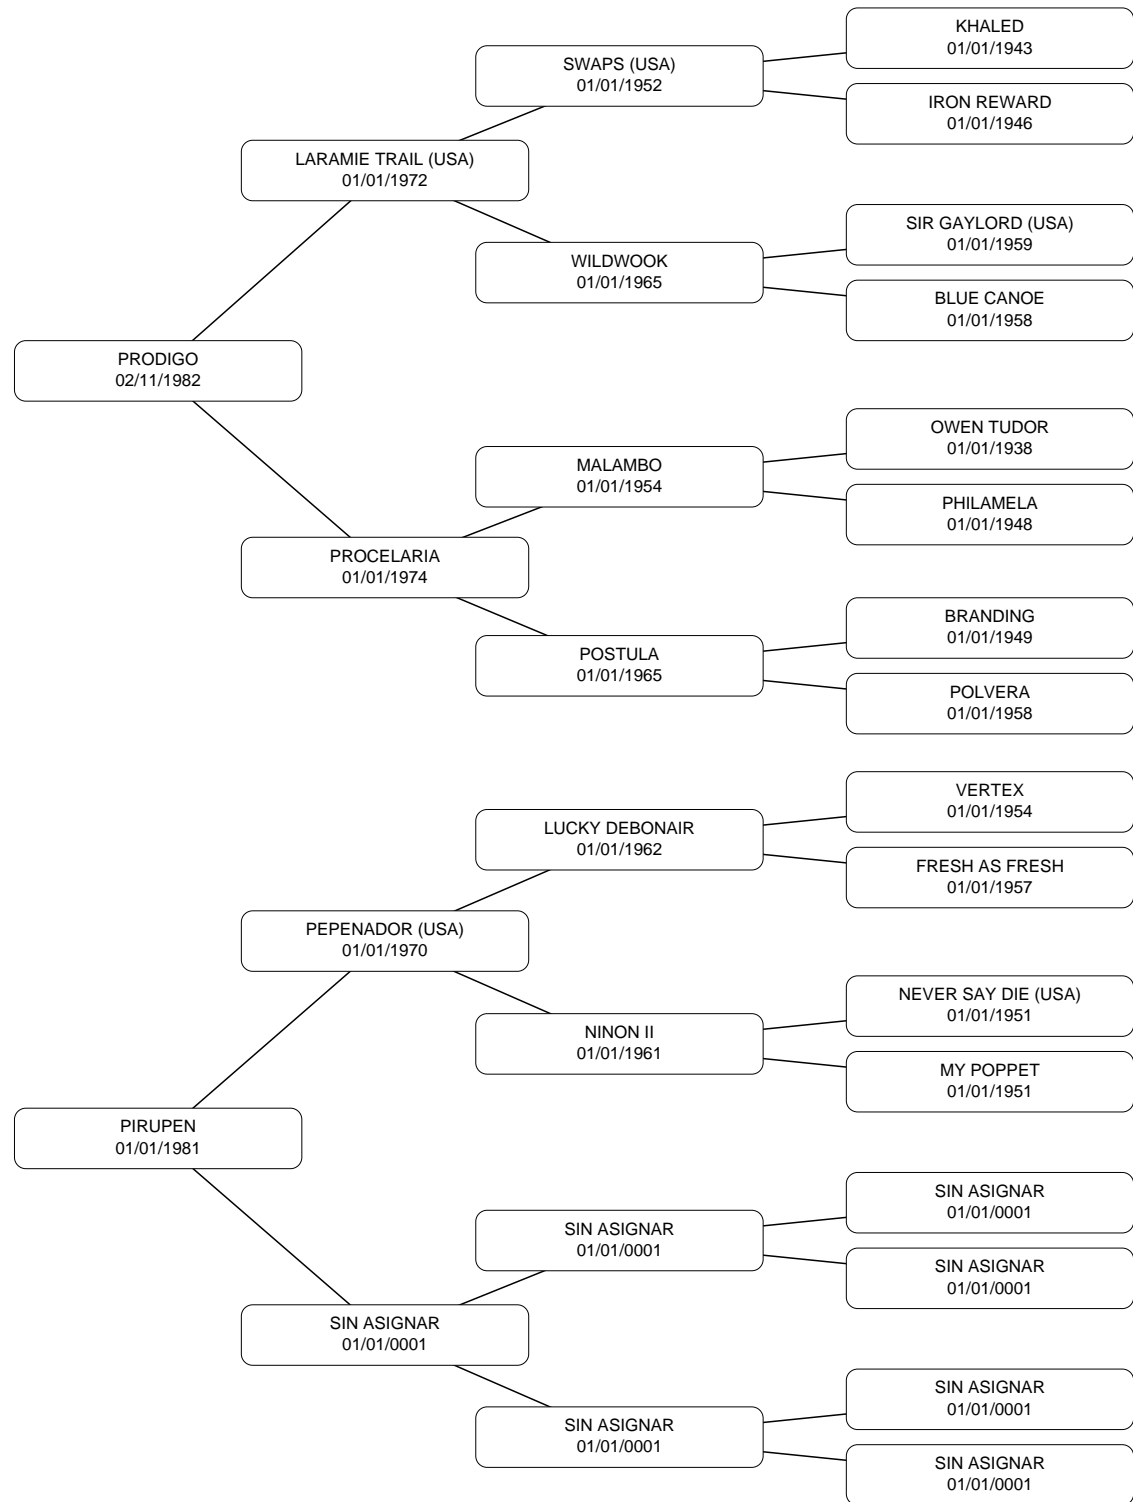 KHALED
01/01/1943
SWAPS (USA)
01/01/1952
IRON REWARD
01/01/1946
LARAMIE TRAIL (USA)
01/01/1972
SIR GAYLORD (USA)
01/01/1959
WILDWOOK
01/01/1965
BLUE CANOE
01/01/1958
PRODIGO
02/11/1982
OWEN TUDOR
01/01/1938
MALAMBO
01/01/1954
PHILAMELA
01/01/1948
PROCELARIA
01/01/1974
BRANDING
01/01/1949
POSTULA
01/01/1965
POLVERA
01/01/1958
VERTEX
01/01/1954
LUCKY DEBONAIR
01/01/1962
FRESH AS FRESH
01/01/1957
PEPENADOR (USA)
01/01/1970
NEVER SAY DIE (USA)
01/01/1951
NINON II
01/01/1961
MY POPPET
01/01/1951
PIRUPEN
01/01/1981
SIN ASIGNAR
01/01/0001
SIN ASIGNAR
01/01/0001
SIN ASIGNAR
01/01/0001
SIN ASIGNAR
01/01/0001
SIN ASIGNAR
01/01/0001
SIN ASIGNAR
01/01/0001
SIN ASIGNAR
01/01/0001